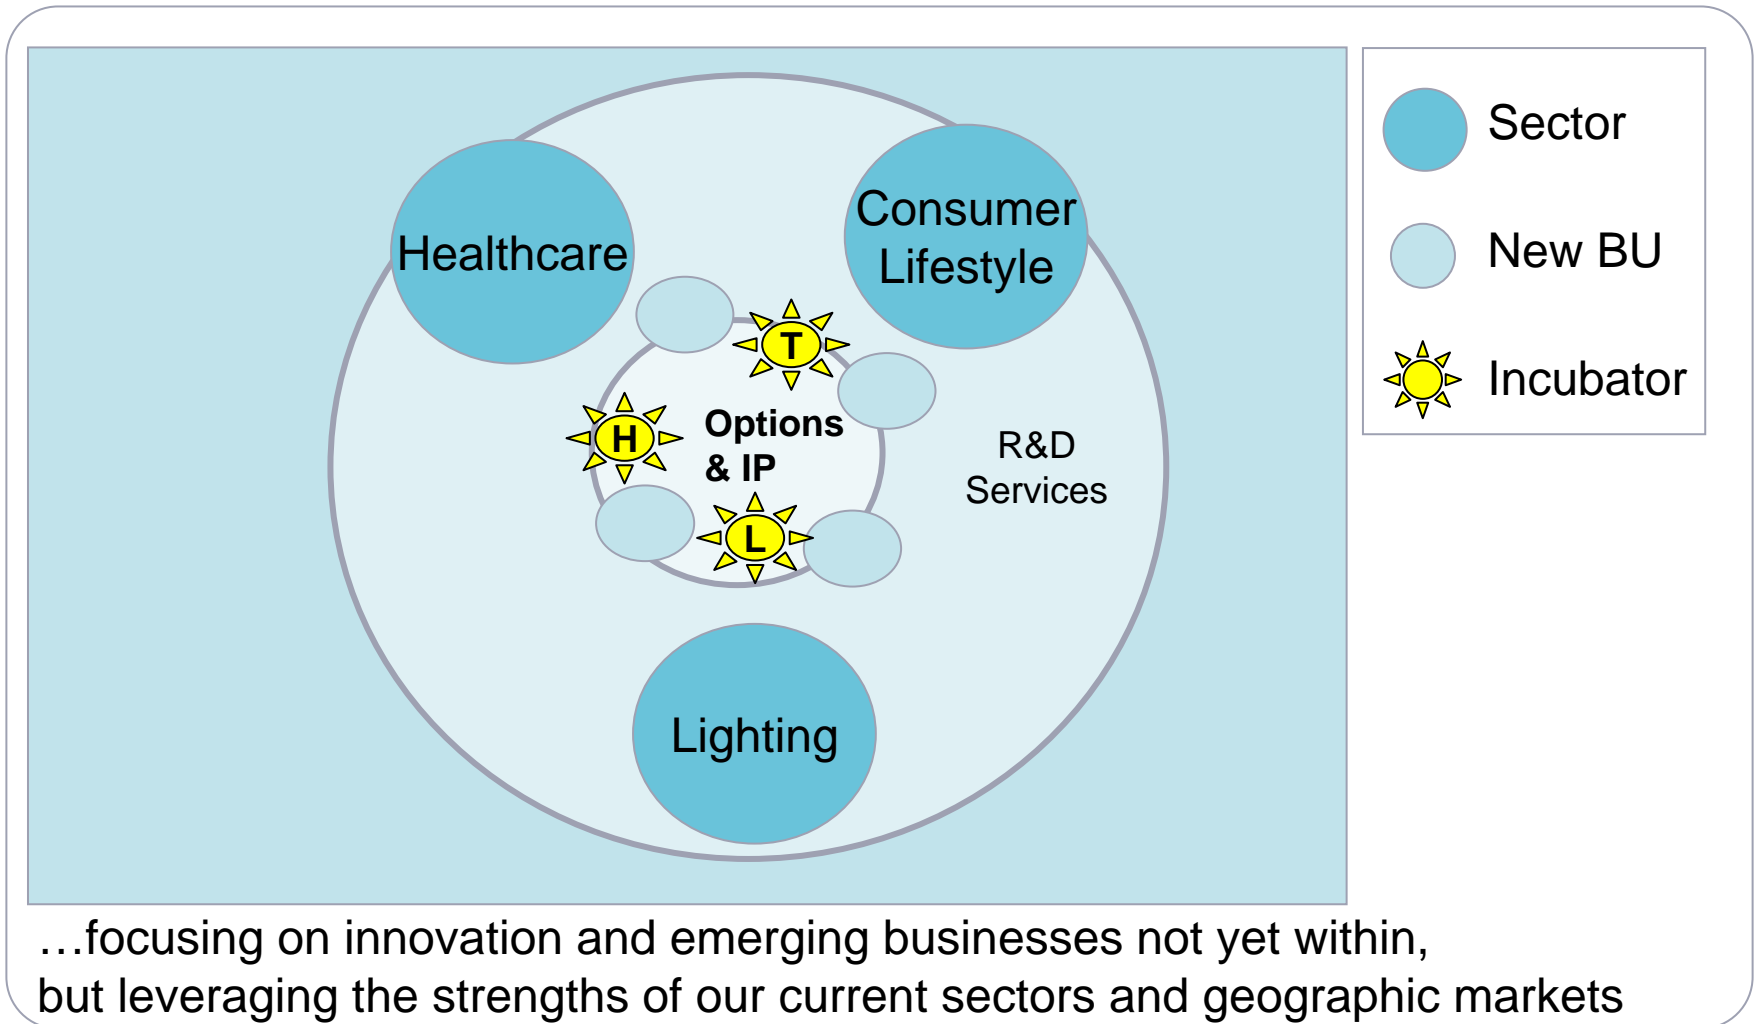 Sector
Consumer
Lifestyle
Healthcare
New BU
T
Incubator
H
Options
& IP
R&D
Services
L
Lighting
…focusing on innovation and emerging businesses not yet within,
but leveraging the strengths of our current sectors and geographic markets